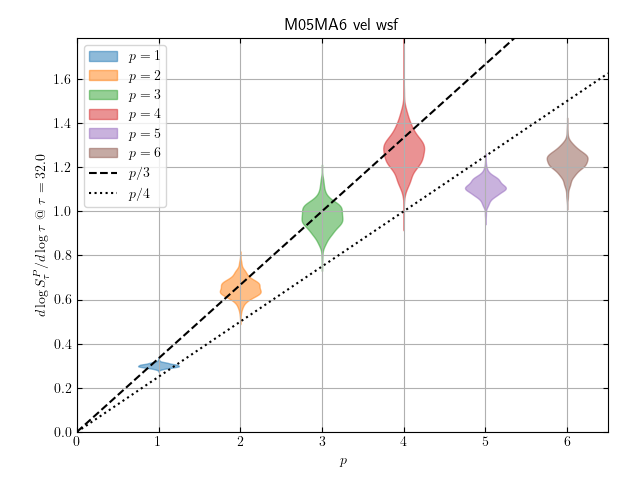 M05MA6 vel wsf
p = 1
p = 2
p = 3
p = 4
p = 5
p = 6
p/3
p/4
d log S_τ^P / d log τ @ τ = 32.0
1.6
1.4
1.2
1.0
0.8
0.6
0.4
0.2
0.0
0 1 2 3 4 5 6
p